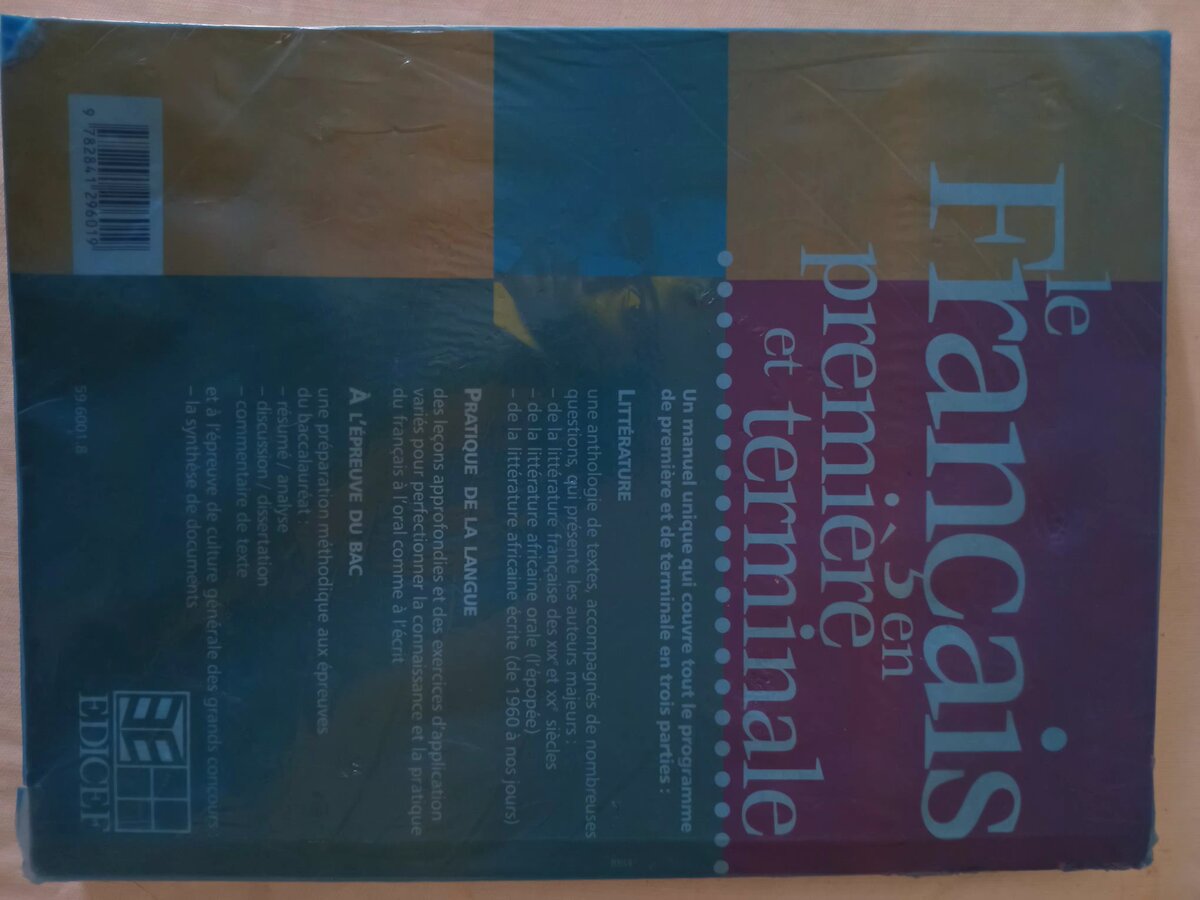 le
Français
en
première
et terminale
Un manuel unique qui couvre tout le programme
de première et de terminale en trois parties :
LITTÉRATURE
une anthologie de textes, accompagnés de nombreuses
questions, qui présente les auteurs majeurs :
– de la littérature française des XIXe et XXe siècles
– de la littérature africaine orale (l'épopée)
– de la littérature africaine écrite (de 1960 à nos jours)
PRATIQUE DE LA LANGUE
des leçons approfondies et des exercices d'application
variés pour perfectionner la connaissance et la pratique
du français à l'oral comme à l'écrit
À L'ÉPREUVE DU BAC
une préparation méthodique aux épreuves
du baccalauréat :
– résumé / analyse
– discussion / dissertation
– commentaire de texte
et à l'épreuve de culture générale des grands concours :
– la synthèse de documents
59 6001 8
EDICEF
9 782841 296019